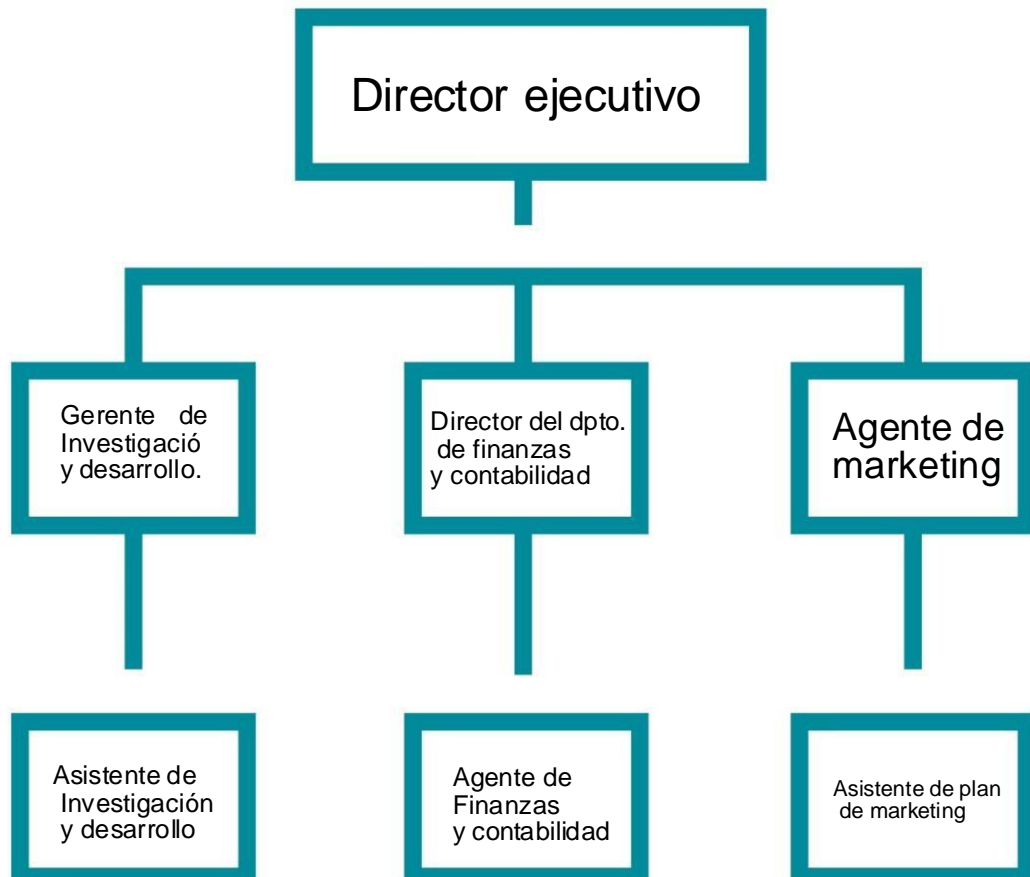 Director ejecutivo
Gerente de
Investigació
y desarrollo.
Director del dpto.
de finanzas
y contabilidad
Agente de
marketing
Asistente de
Investigación
y desarrollo
Agente de
Finanzas
y contabilidad
Asistente de plan
de marketing